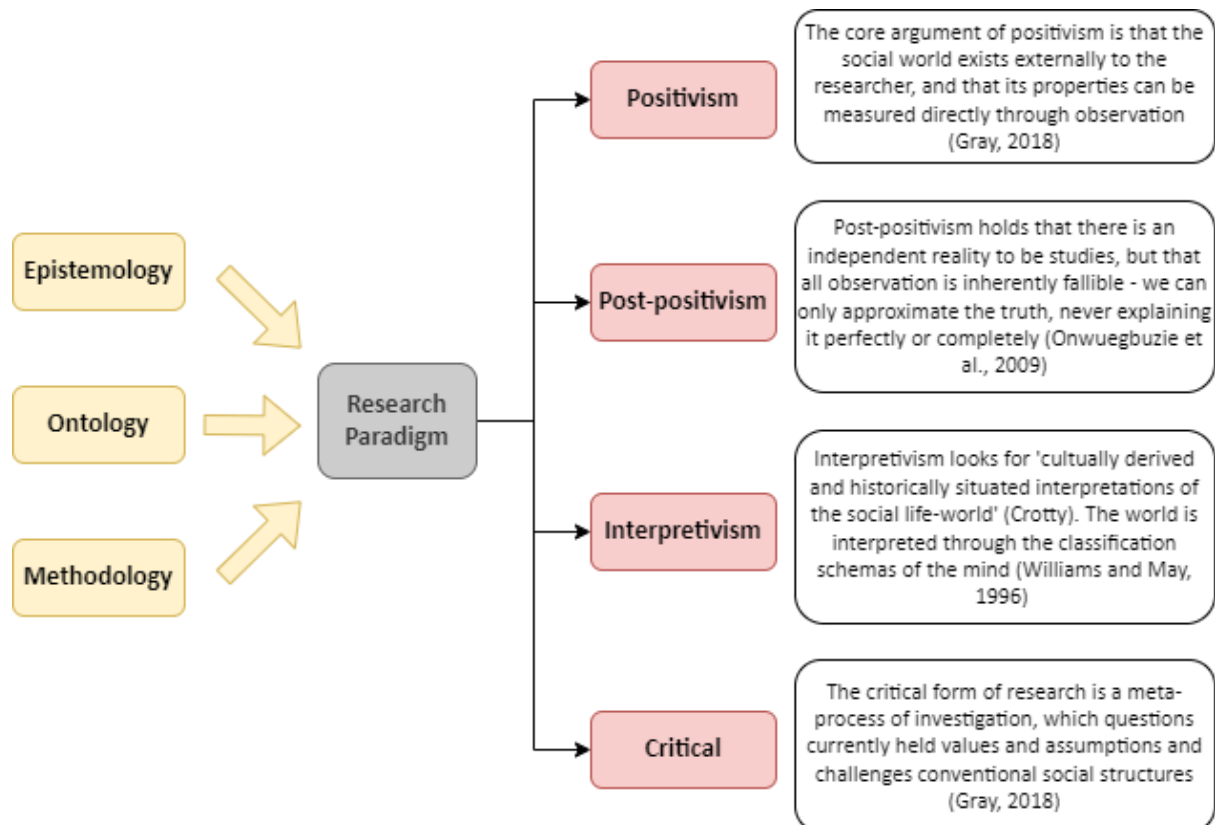 Epistemology
Ontology
Methodology
Research
Paradigm
Positivism
The core argument of positivism is that the
social world exists externally to the
researcher, and that its properties can be
measured directly through observation
(Gray, 2018)
Post-positivism
Post-positivism holds that there is an
independent reality to be studies, but that
all observation is inherently fallible - we can
only approximate the truth, never explaining
it perfectly or completely (Onwuegbuzie et
al., 2009)
Interpretivism
Interpretivism looks for 'cultually derived
and historically situated interpretations of
the social life-world' (Crotty). The world is
interpreted through the classification
schemas of the mind (Williams and May,
1996)
Critical
The critical form of research is a meta-
process of investigation, which questions
currently held values and assumptions and
challenges conventional social structures
(Gray, 2018)